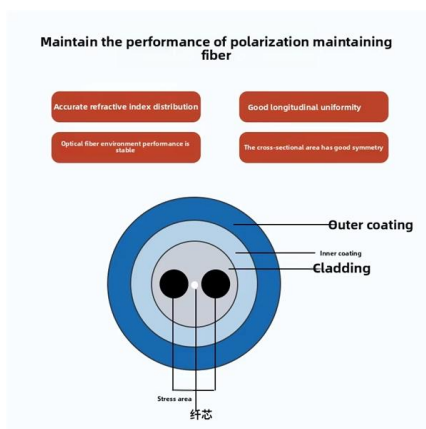 Maintain the performance of polarization maintaining
fiber
Accurate refractive index distribution
Good longitudinal uniformity
Optical fiber environment performance is
stable
The cross-sectional area has good symmetry
Outer coating
Inner coating
Cladding
Stress area
纤芯